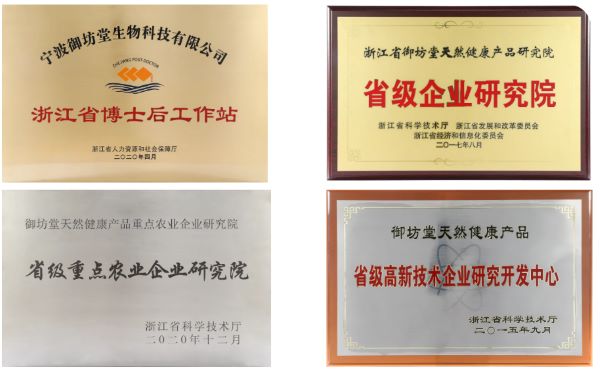 宁波御坊堂生物科技有限公司
ZHEJIANG POST-DOCTOR
浙江省博士后工作站
浙江省人力资源和社会保障厅
二〇二〇年四月
浙江省御坊堂天然健康产品研究院
省级企业研究院
浙江省科学技术厅 浙江省发展和改革委员会
浙江省经济和信息化委员会
二〇一七年八月
御坊堂天然健康产品重点农业企业研究院
省级重点农业企业研究院
浙江省科学技术厅
二〇二〇年十二月
御坊堂天然健康产品
省级高新技术企业研究开发中心
浙江省科学技术厅
二〇一五年九月